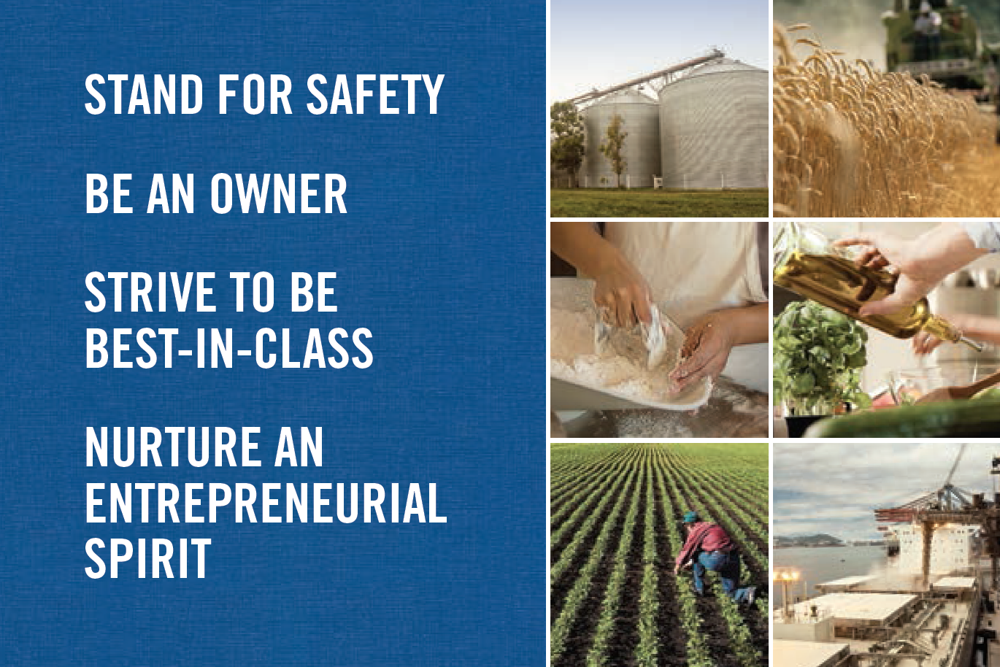 STAND FOR SAFETY
BE AN OWNER
STRIVE TO BE
BEST-IN-CLASS
NURTURE AN
ENTREPRENEURIAL
SPIRIT